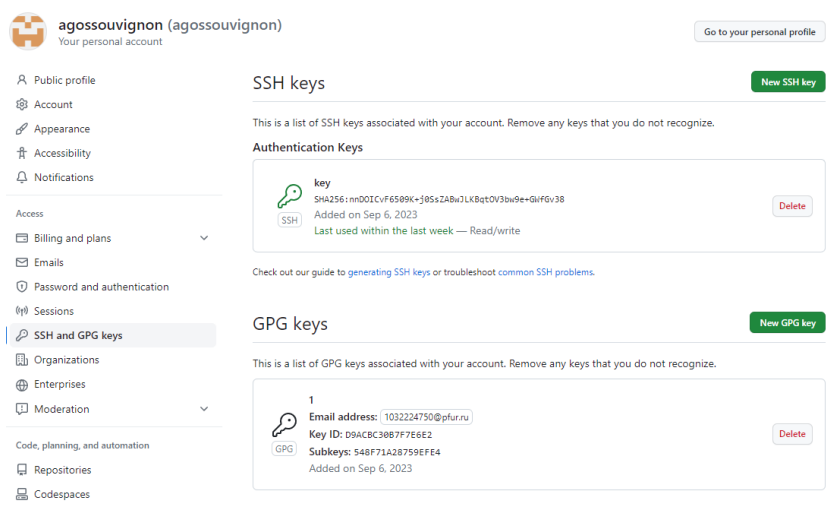 agossouvignon (agossouvignon)
Your personal account
Go to your personal profile
Public profile
Account
Appearance
Accessibility
Notifications
Access
Billing and plans
Emails
Password and authentication
Sessions
SSH and GPG keys
Organizations
Enterprises
Moderation
Code, planning, and automation
Repositories
Codespaces
SSH keys
New SSH key
This is a list of SSH keys associated with your account. Remove any keys that you do not recognize.
Authentication Keys
key
SHA256:nnDOICvF6509K+j0SsZABwJLKBqtOV3bw9e+GWfGv38
SSH
Added on Sep 6, 2023
Last used within the last week — Read/write
Delete
Check out our guide to generating SSH keys or troubleshoot common SSH problems.
GPG keys
New GPG key
This is a list of GPG keys associated with your account. Remove any keys that you do not recognize.
1
Email address: 1032224750@pfur.ru
Key ID: D9ACBC30B7F7E6E2
GPG
Subkeys: 548F71A28759EFE4
Added on Sep 6, 2023
Delete